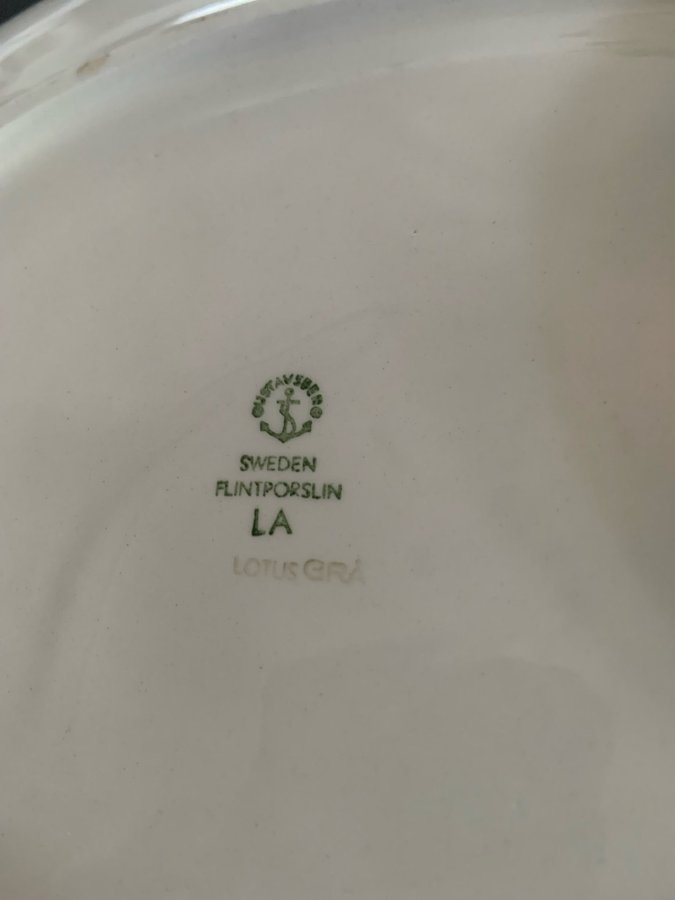 GUSTAVSBERG
SWEDEN
FLINTPORSLIN
LA
LOTUS GRÅ